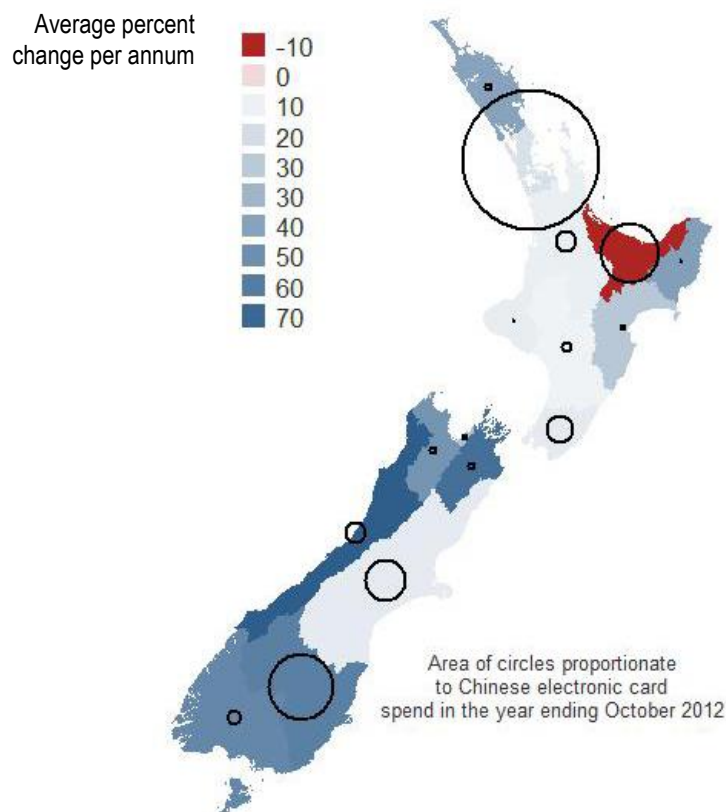 Average percent
change per annum
-10
0
10
20
30
30
40
50
60
70
Area of circles proportionate
to Chinese electronic card
spend in the year ending October 2012